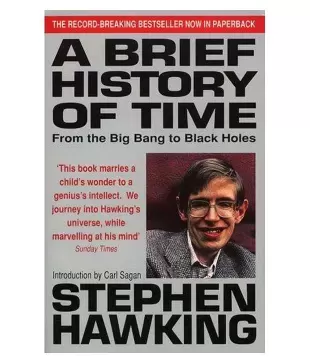 THE RECORD-BREAKING BESTSELLER NOW IN PAPERBACK
A BRIEF
HISTORY
OF TIME
From the Big Bang to Black Holes
'This book marries a
child's wonder to a
genius's intellect. We
journey into Hawking's
universe, while
marvelling at his mind'
Sunday Times
Introduction by Carl Sagan
STEPHEN
HAWKING